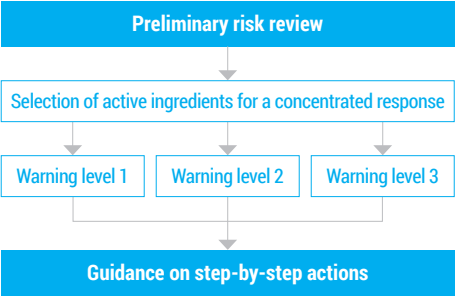 Preliminary risk review
Selection of active ingredients for a concentrated response
Warning level 1
Warning level 2
Warning level 3
Guidance on step-by-step actions